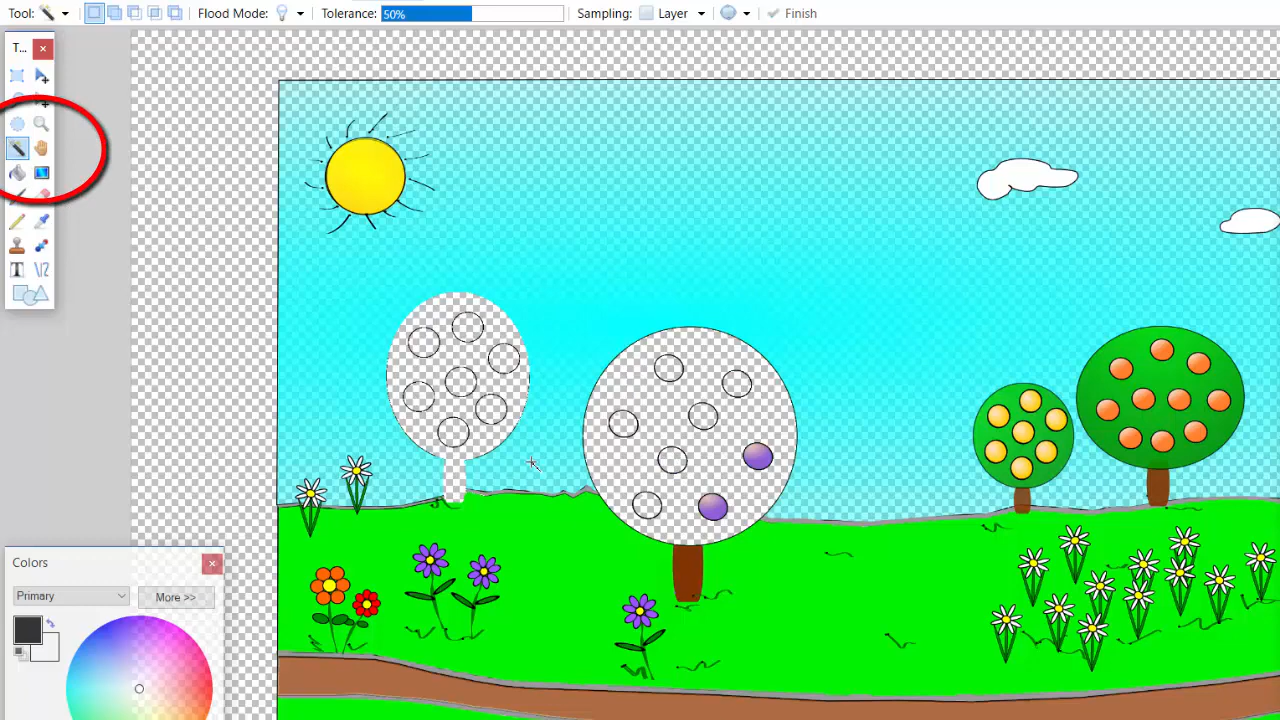 Tool: Flood Mode: Tolerance: 50% Sampling: Layer Finish
T...
Colors
Primary
More >>